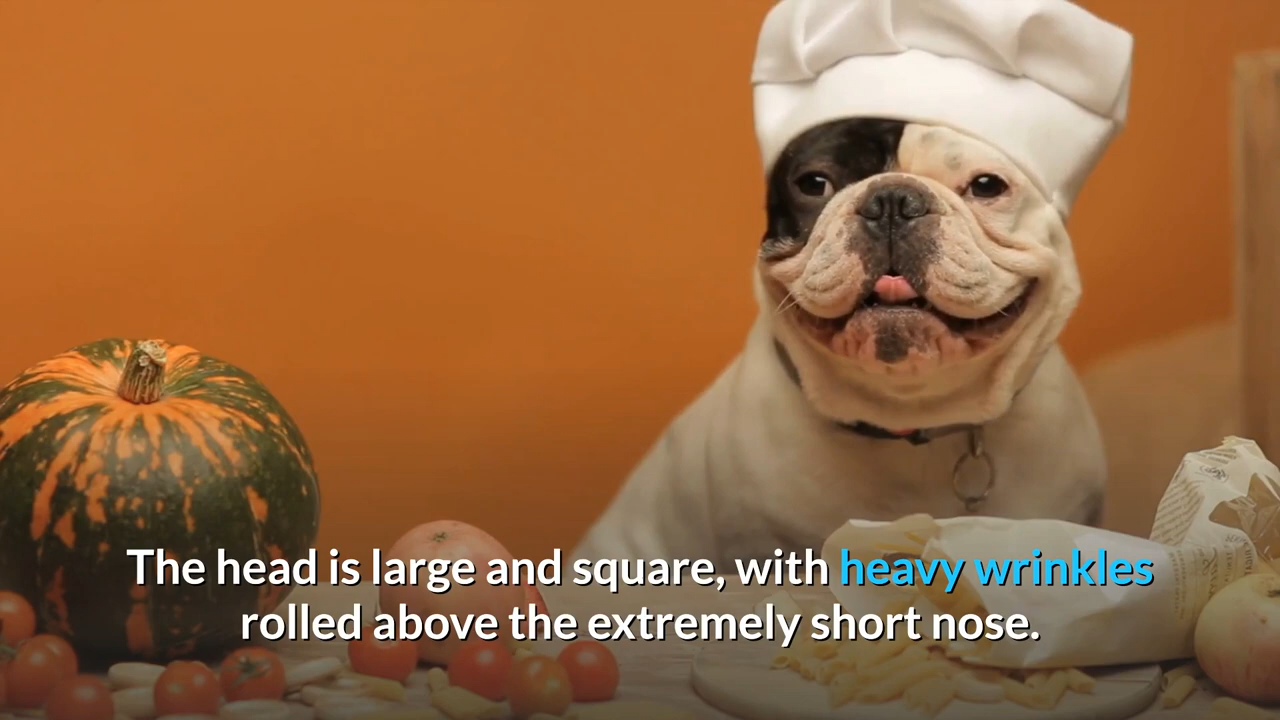 The head is large and square, with heavy wrinkles
rolled above the extremely short nose.